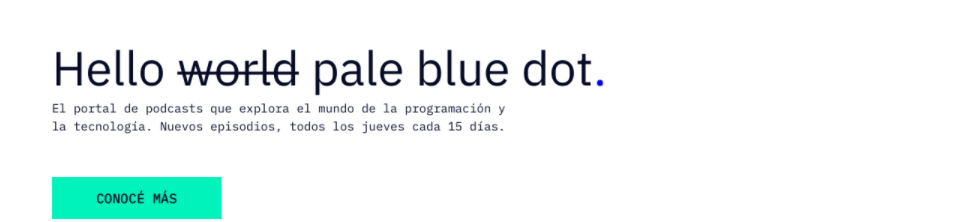 Hello world pale blue dot.
El portal de podcasts que explora el mundo de la programación y
la tecnología. Nuevos episodios, todos los jueves cada 15 días.
CONOCÉ MÁS